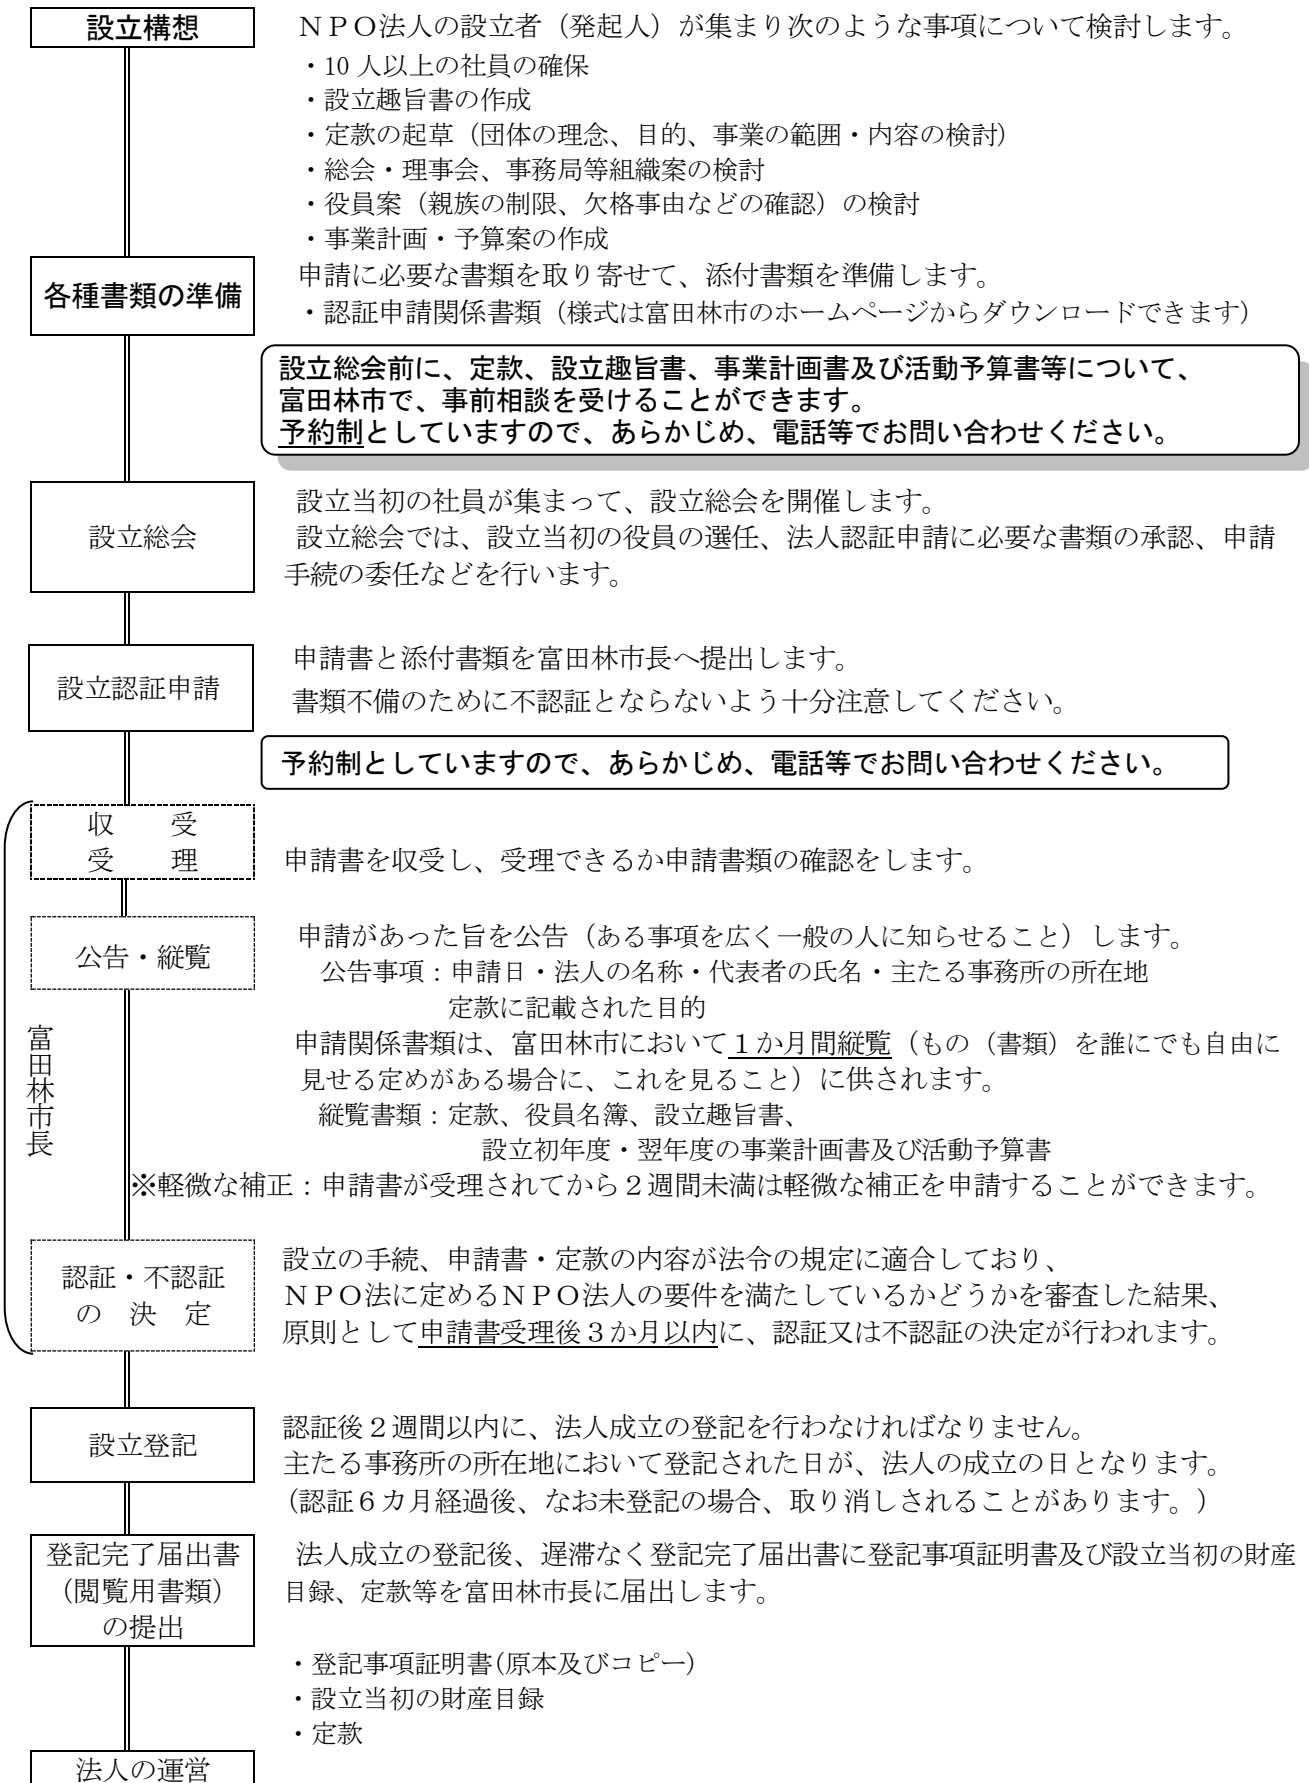 設立構想
ＮＰＯ法人の設立者（発起人）が集まり次のような事項について検討します。
・10 人以上の社員の確保
・設立趣旨書の作成
・定款の起草（団体の理念、目的、事業の範囲・内容の検討）
・総会・理事会、事務局等組織案の検討
・役員案（親族の制限、欠格事由などの確認）の検討
・事業計画・予算案の作成
各種書類の準備
申請に必要な書類を取り寄せて、添付書類を準備します。
・認証申請関係書類（様式は富田林市のホームページからダウンロードできます）
設立総会前に、定款、設立趣旨書、事業計画書及び活動予算書等について、
富田林市で、事前相談を受けることができます。
予約制としていますので、あらかじめ、電話等でお問い合わせください。
設立総会
設立当初の社員が集まって、設立総会を開催します。
設立総会では、設立当初の役員の選任、法人認証申請に必要な書類の承認、申請
手続の委任などを行います。
設立認証申請
申請書と添付書類を富田林市長へ提出します。
書類不備のために不認証とならないよう十分注意してください。
予約制としていますので、あらかじめ、電話等でお問い合わせください。
富田林市長
収　　受
受　　理
申請書を収受し、受理できるか申請書類の確認をします。
公告・縦覧
申請があった旨を公告（ある事項を広く一般の人に知らせること）します。
公告事項：申請日・法人の名称・代表者の氏名・主たる事務所の所在地
定款に記載された目的
申請関係書類は、富田林市において１か月間縦覧（もの（書類）を誰にでも自由に
見せる定めがある場合に、これを見ること）に供されます。
縦覧書類：定款、役員名簿、設立趣旨書、
設立初年度・翌年度の事業計画書及び活動予算書
※軽微な補正：申請書が受理されてから２週間未満は軽微な補正を申請することができます。
認証・不認証
の　決　定
設立の手続、申請書・定款の内容が法令の規定に適合しており、
ＮＰＯ法に定めるＮＰＯ法人の要件を満たしているかどうかを審査した結果、
原則として申請書受理後３か月以内に、認証又は不認証の決定が行われます。
設立登記
認証後２週間以内に、法人成立の登記を行わなければなりません。
主たる事務所の所在地において登記された日が、法人の成立の日となります。
（認証６カ月経過後、なお未登記の場合、取り消しされることがあります。）
登記完了届出書
（閲覧用書類）
の提出
法人成立の登記後、遅滞なく登記完了届出書に登記事項証明書及び設立当初の財産
目録、定款等を富田林市長に届出します。
・登記事項証明書(原本及びコピー)
・設立当初の財産目録
・定款
法人の運営